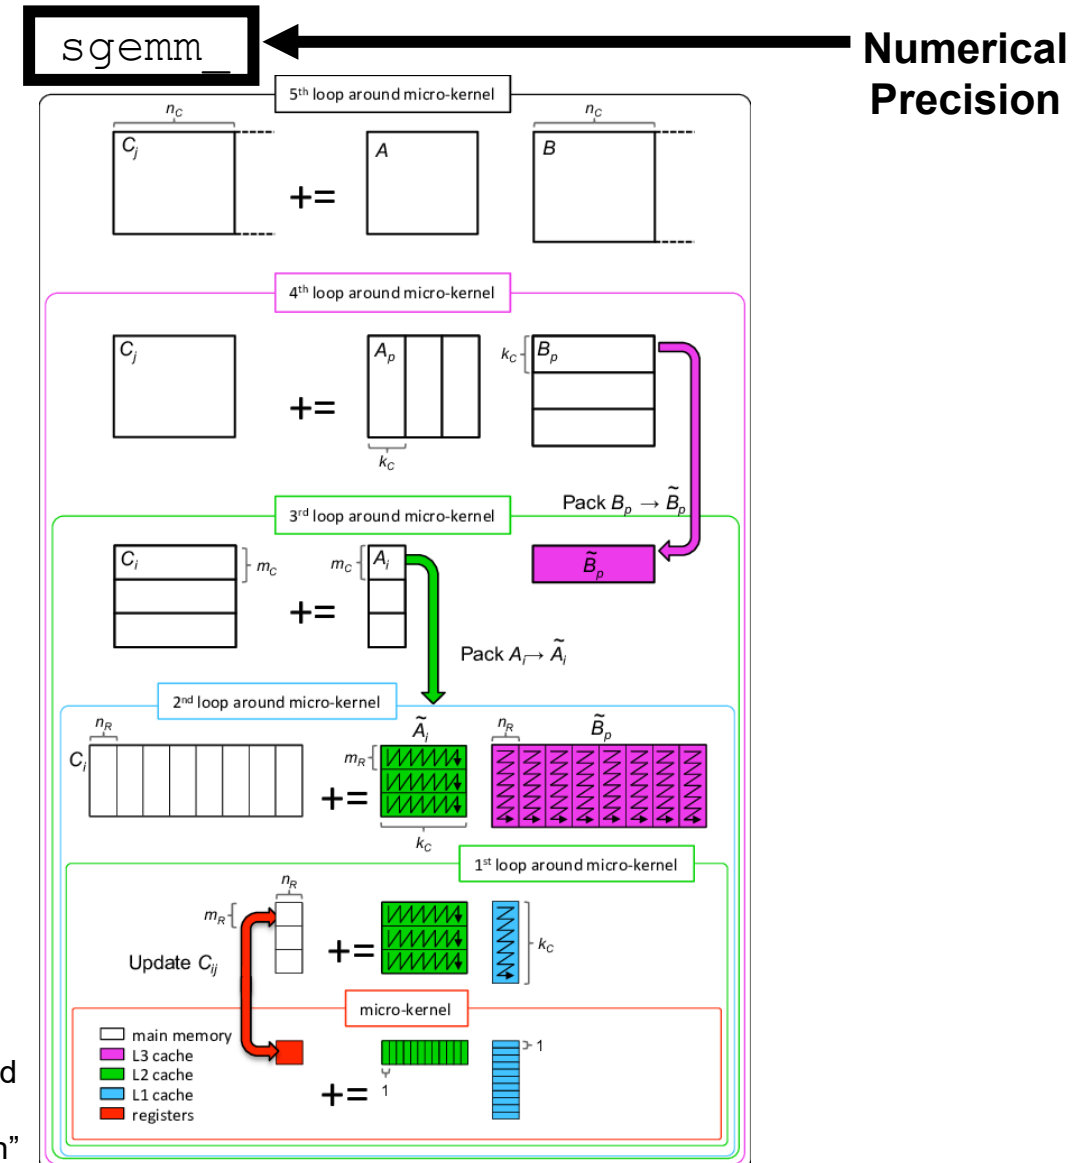 sgemm_
Numerical
Precision
5th loop around micro-kernel
nC nC
Cj A B
+=
4th loop around micro-kernel
Cj Ap kC Bp
+=
kC
Pack Bp → B̃p
3rd loop around micro-kernel
Ci mC mC Ai B̃p
+=
Pack Ai→ Ãi
2nd loop around micro-kernel
nR Ãi nR B̃p
Ci mR
+=
kC
1st loop around micro-kernel
nR
mR
+= kC
Update Cij
micro-kernel
main memory
L3 cache
L2 cache
L1 cache
registers
+=
1
1
d
n”